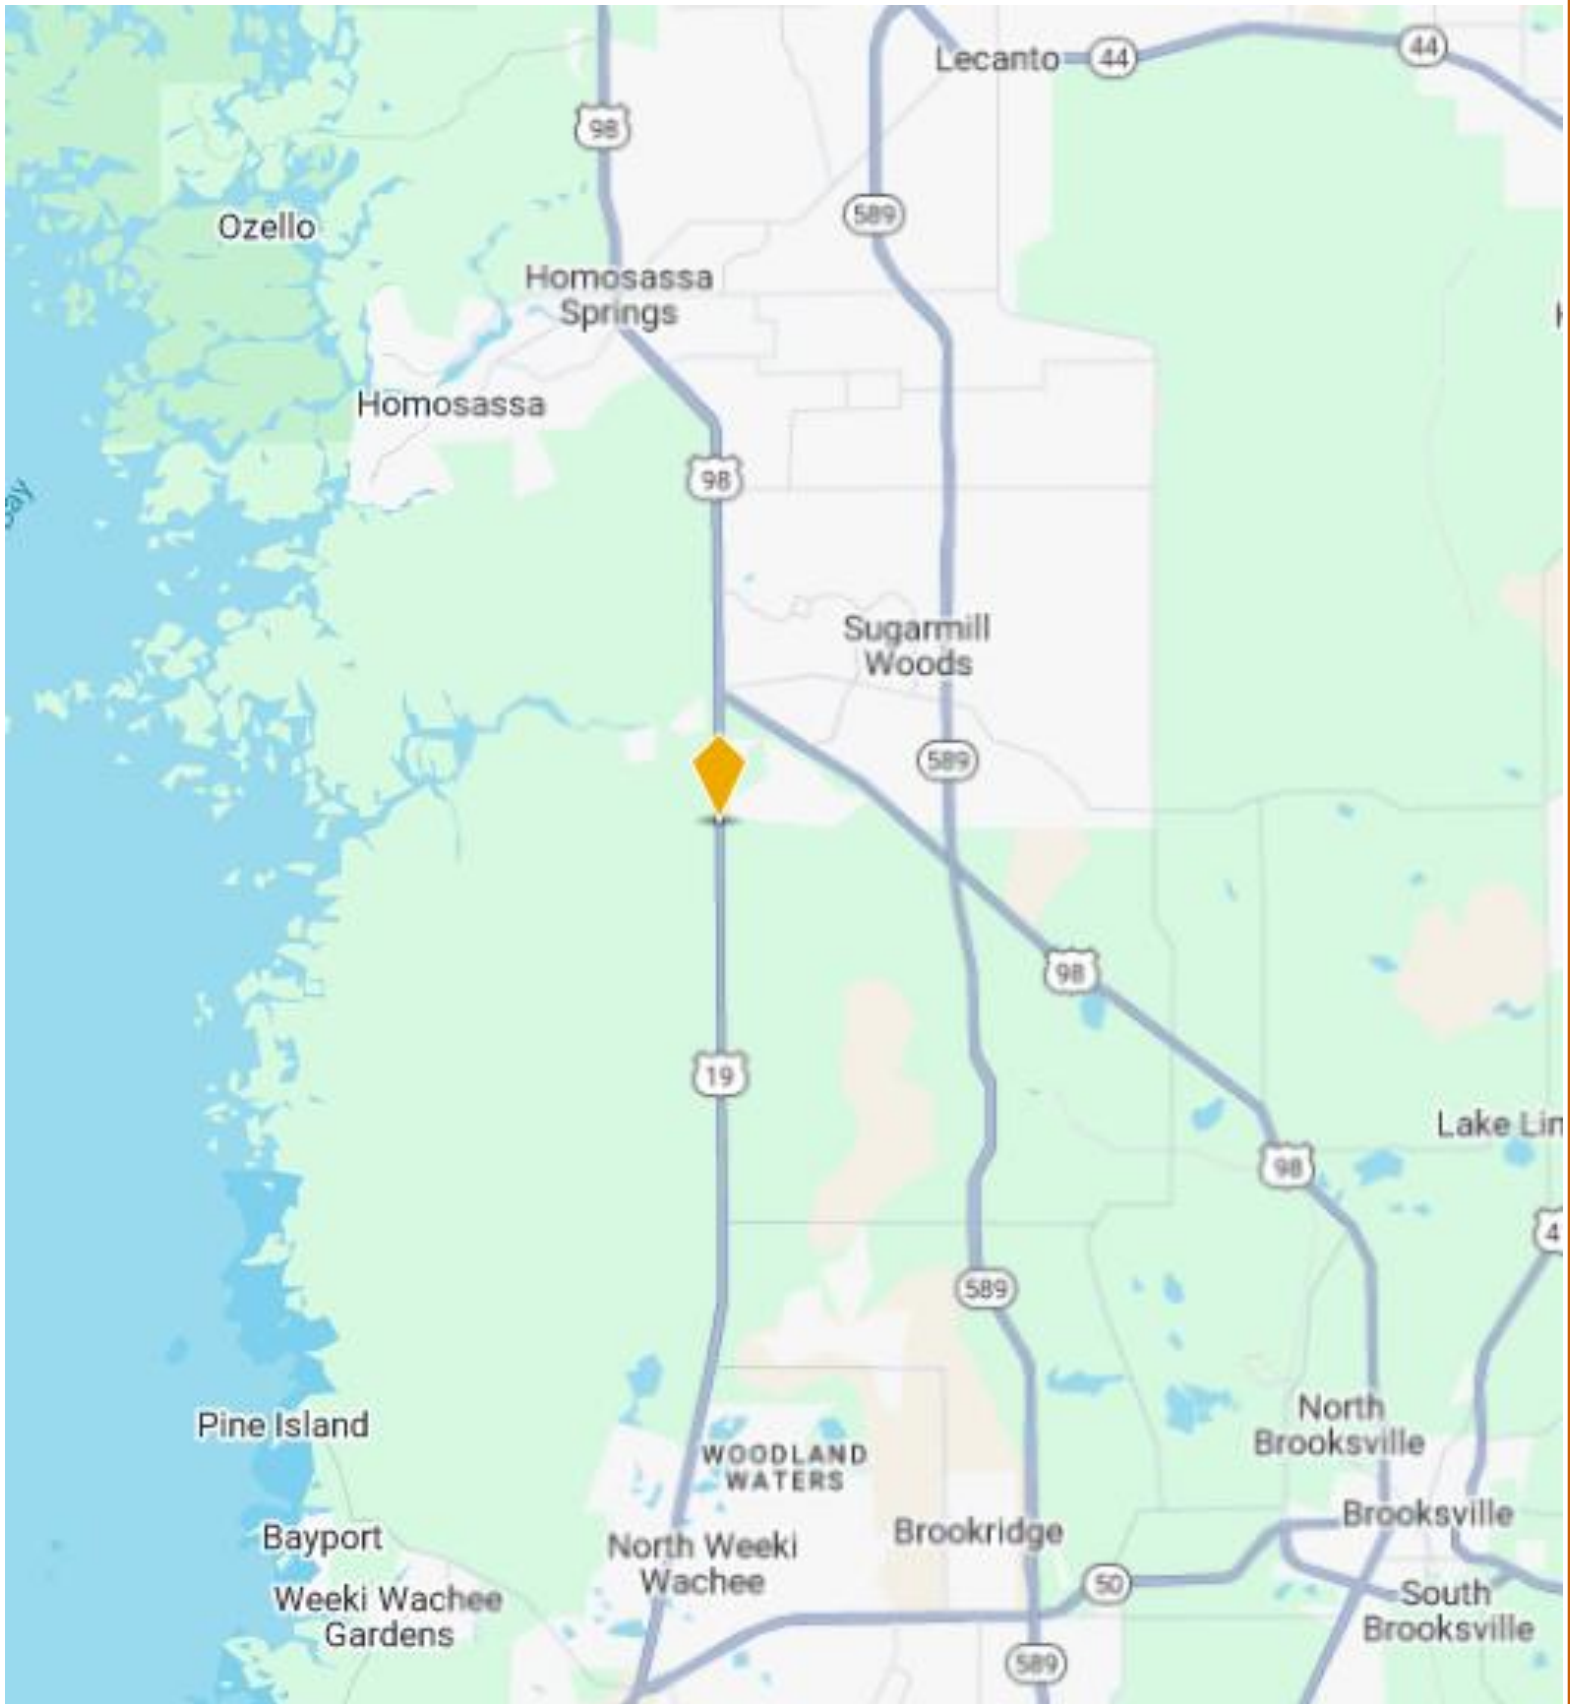 Lecanto
44
44
98
589
Ozello
Homosassa
Springs
Homosassa
98
Bay
Sugarmill
Woods
589
98
19
Lake Lin
98
4
589
Pine Island
North
Brooksville
WOODLAND
WATERS
Brooksville
Bayport
North Weeki
Wachee
Brookridge
50
Weeki Wachee
Gardens
South
Brooksville
589